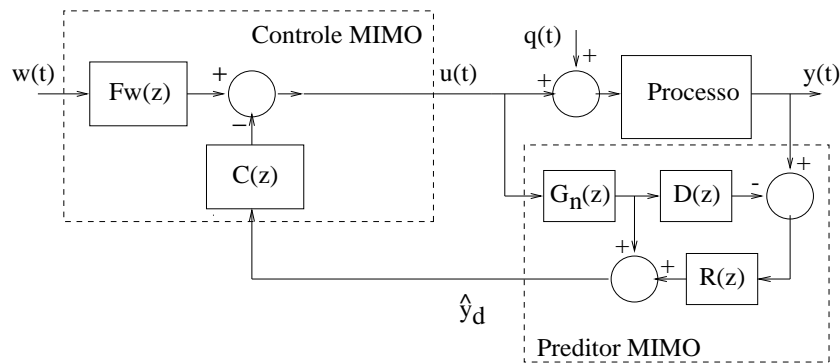 Controle MIMO
q(t)
w(t)
u(t)
y(t)
+
+
+
+
Fw(z)
Processo
−
+
C(z)
Gn(z)
D(z)
-
+
+
R(z)
ŷd
Preditor MIMO